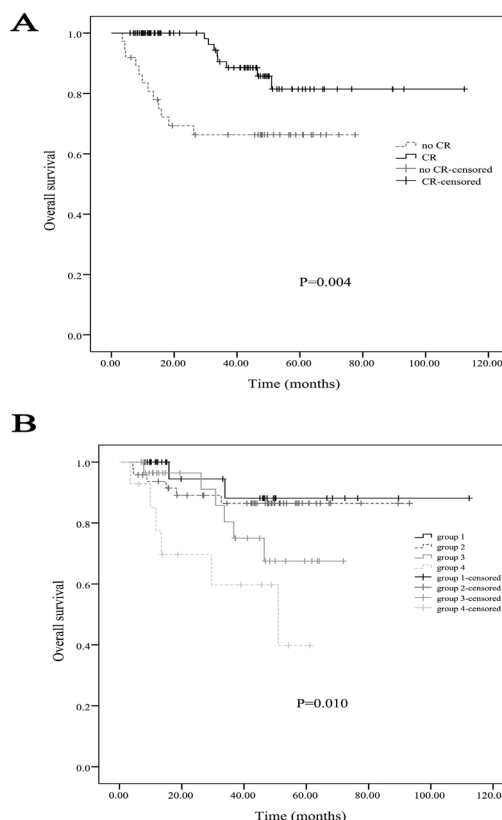 A
1.0
0.8
0.6
0.4
0.2
0.0
Overall survival
no CR
CR
no CR-censored
CR-censored
P=0.004
0.00 20.00 40.00 60.00 80.00 100.00 120.00
Time (months)
B
1.0
0.8
0.6
0.4
0.2
0.0
Overall survival
group 1
group 2
group 3
group 4
group 1-censored
group 2-censored
group 3-censored
group 4-censored
P=0.010
0.00 20.00 40.00 60.00 80.00 100.00 120.0
Time (months)